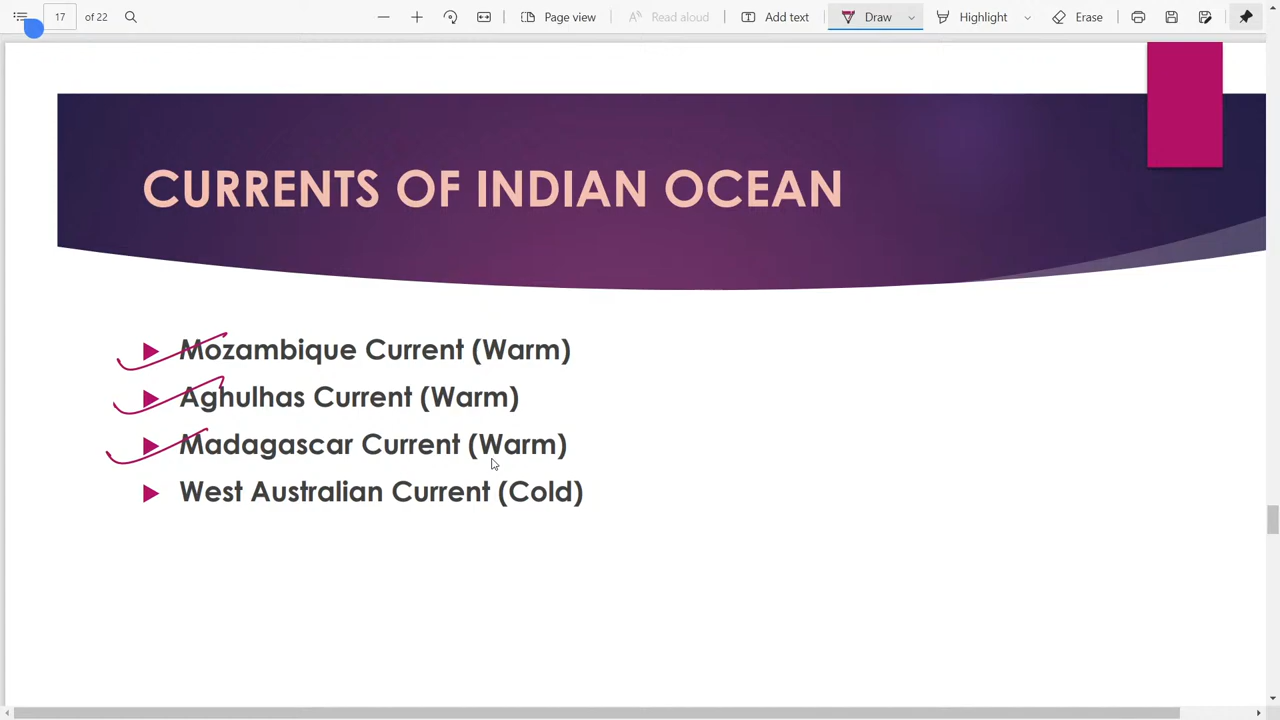 17 of 22 Page view Read aloud Add text Draw Highlight Erase
CURRENTS OF INDIAN OCEAN
Mozambique Current (Warm)
Aghulhas Current (Warm)
Madagascar Current (Warm)
West Australian Current (Cold)